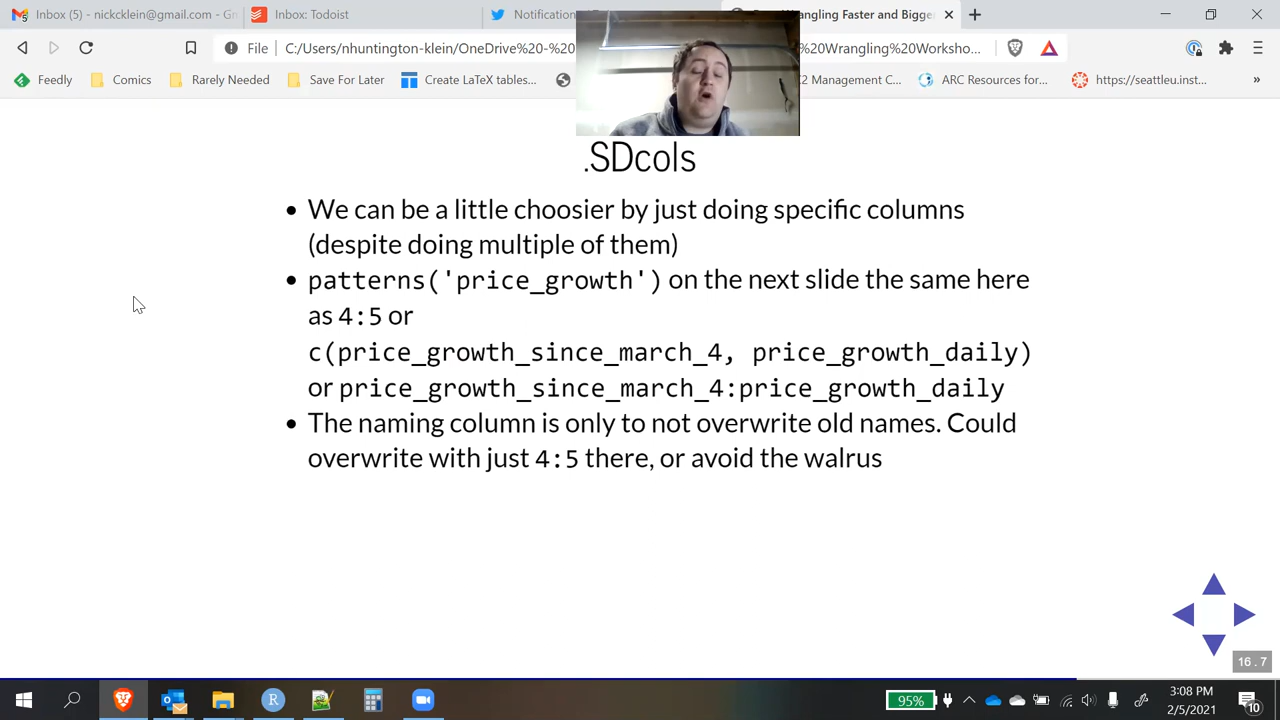 Inbox (5) - nickcklein@gmail.com - Gr
Inbox: Todoist
Notification
Wrangling Faster and Bigger
File
C:/Users/nhuntington-klein/OneDrive%20-%20
%20Wrangling%20Worksho...
Feedly
Comics
Rarely Needed
Save For Later
Create LaTeX tables...
2 Management C...
ARC Resources for...
https://seattleu.inst...
»
.SDcols
• We can be a little choosier by just doing specific columns
(despite doing multiple of them)
• patterns('price_growth') on the next slide the same here
as 4:5 or
c(price_growth_since_march_4, price_growth_daily)
or price_growth_since_march_4:price_growth_daily
• The naming column is only to not overwrite old names. Could
overwrite with just 4:5 there, or avoid the walrus
16.7
95%
3:08 PM
2/5/2021
10